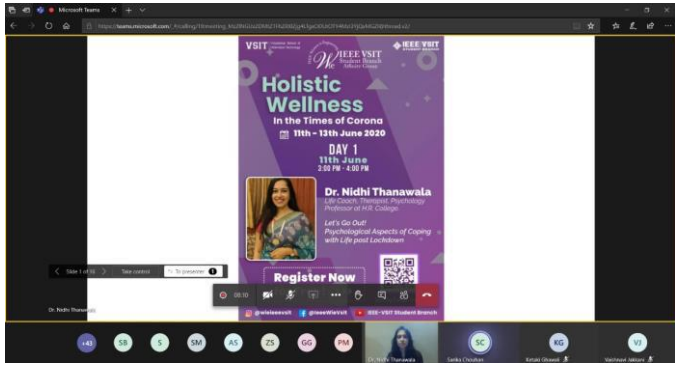 Microsoft Teams
VSIT
IEEE VSIT
IEEE VSIT
Student Branch
Affinity Group
Holistic
Wellness
In the Times of Corona
11th - 13th June 2020
DAY 1
11th June
3:00 PM - 4:00 PM
Dr. Nidhi Thanawala
Life Coach, Therapist, Psychology
Professor at H.R. College
Let's Go Out!
Psychological Aspects of Coping
with Life post Lockdown
Register Now
Slide 1 of 10
Take control
To presenter
08:10
Dr. Nidhi Thanawala
@wieieeevsit
@IeeeWieVsit
IEEE-VSIT Student Branch
+43
SB
S
SM
AS
ZS
GG
PM
SC
KG
VJ
Dr. Nidhi Thanawala
Sarika Chouhan
Ketaki Ghawali
Vaishnavi Jakkani